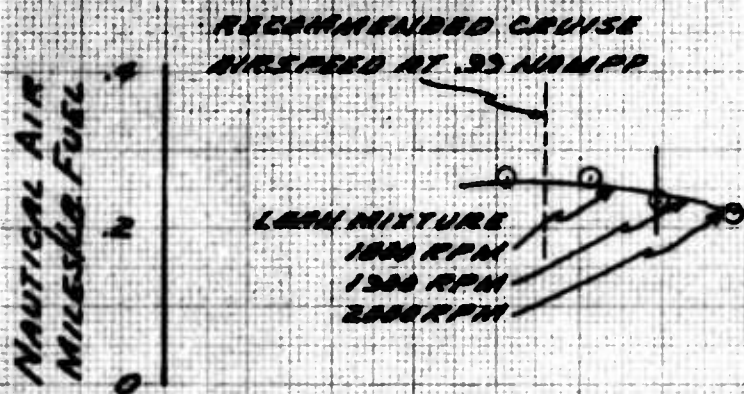 RECOMMENDED CRUISE
AIRSPEED AT .99 NAMPP
NAUTICAL AIR
MILES/LB FUEL
.4
.2
0
LEAN MIXTURE
1800 RPM
1900 RPM
2000 RPM